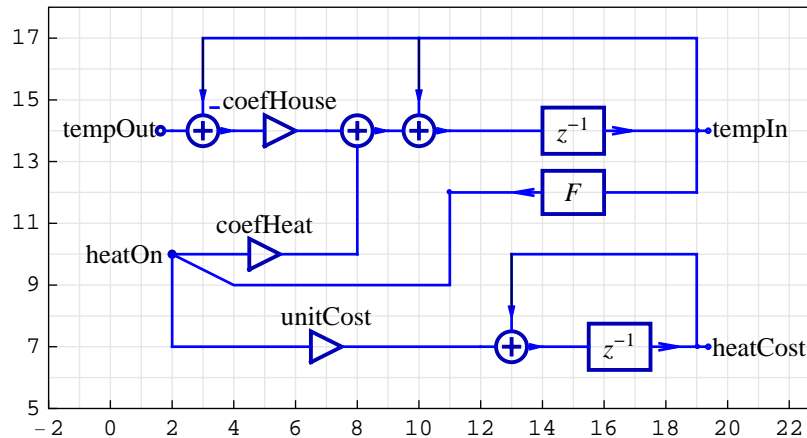 17
15
coefHouse
tempOut
z⁻¹
tempIn
13
F
11
coefHeat
heatOn
9
unitCost
7
z⁻¹
heatCost
5
-2 0 2 4 6 8 10 12 14 16 18 20 22